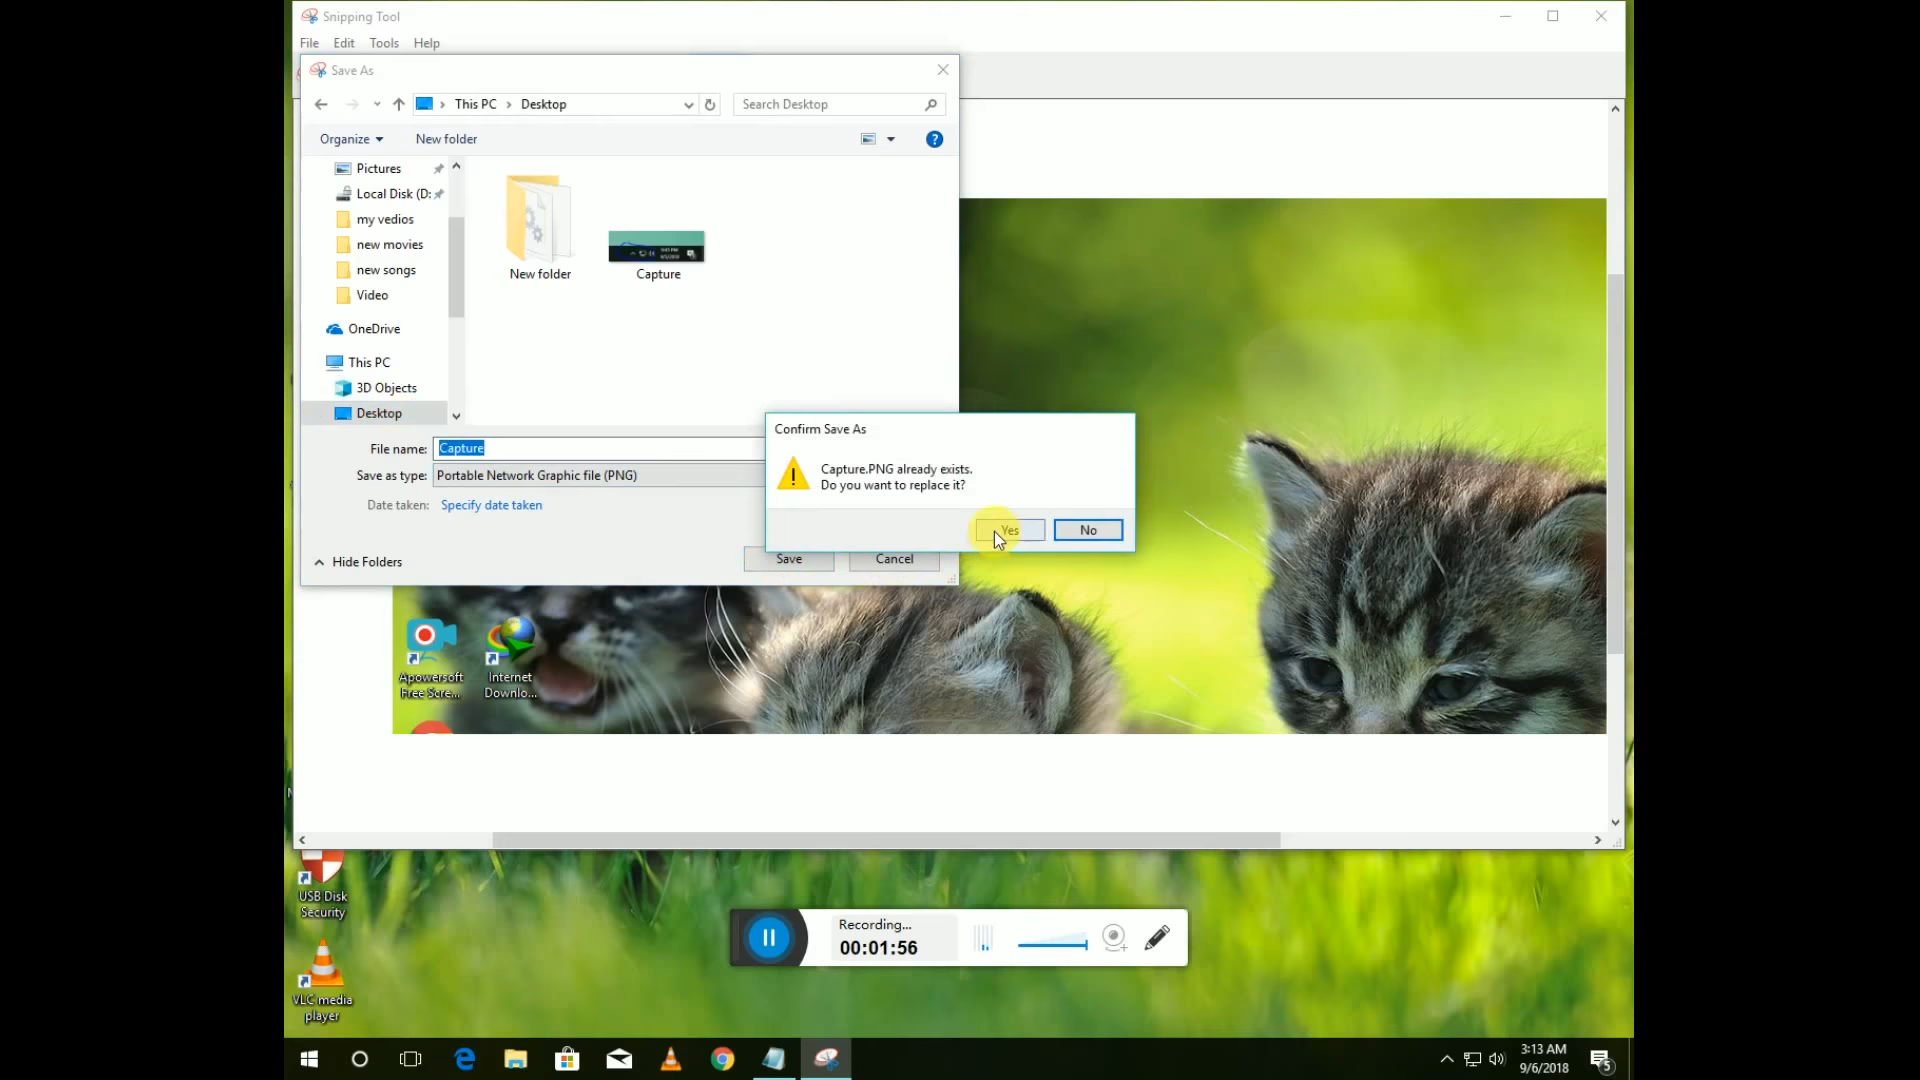 Snipping Tool
File Edit Tools Help
Save As
This PC Desktop
Search Desktop
Organize New folder
?
Pictures
Local Disk (D:
my vedios
new movies
new songs
Video
OneDrive
This PC
3D Objects
Desktop
New folder
Capture
File name: Capture
Save as type: Portable Network Graphic file (PNG)
Date taken: Specify date taken
Hide Folders
Save Cancel
Confirm Save As
Capture.PNG already exists.
Do you want to replace it?
Yes No
Apowersoft
Free Scre...
Internet
Downlo...
USB Disk
Security
VLC media
player
Recording...
00:01:56
3:13 AM
9/6/2018
5